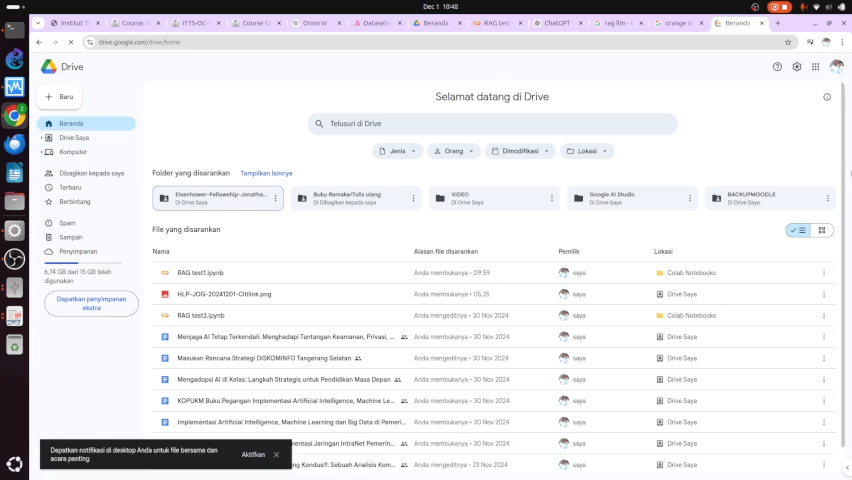 Dec 1 10:48
Institut T
Course: D
ITTS-OC-
Course O
Onno W.
Datasets
Beranda -
RAG test
ChatGPT
rag llm -
orange d
Beranda -
drive.google.com/drive/home
Drive
Baru
Beranda
Drive Saya
Komputer
Dibagikan kepada saya
Terbaru
Berbintang
Spam
Sampah
Penyimpanan
6,74 GB dari 15 GB telah
digunakan
Dapatkan penyimpanan
ekstra
Selamat datang di Drive
Telusuri di Drive
Jenis
Orang
Dimodifikasi
Lokasi
Folder yang disarankan
Tampilkan lainnya
Eisenhower-Fellowship-Jonatha...
Di Drive Saya
Buku Remake/Tulis ulang
Di Dibagikan kepada saya
VIDEO
Di Drive Saya
Google AI Studio
Di Drive Saya
BACKUPMOODLE
Di Drive Saya
File yang disarankan
Nama Alasan file disarankan Pemilik Lokasi
RAG test1.ipynb Anda membukanya • 09.59 saya Colab Notebooks
HLP-JOG-20241201-Citilink.png Anda membukanya • 05.25 saya Drive Saya
RAG test2.ipynb Anda mengeditnya • 30 Nov 2024 saya Colab Notebooks
Menjaga AI Tetap Terkendali: Menghadapi Tantangan Keamanan, Privasi, ... Anda membukanya • 30 Nov 2024 saya Drive Saya
Masukan Rencana Strategi DISKOMINFO Tangerang Selatan Anda membukanya • 30 Nov 2024 saya Drive Saya
Mengadopsi AI di Kelas: Langkah Strategis untuk Pendidikan Masa Depan Anda mengeditnya • 30 Nov 2024 saya Drive Saya
KOPUKM Buku Pegangan Implementasi Artificial Intelligence, Machine Le... Anda membukanya • 30 Nov 2024 saya Drive Saya
Implementasi Artificial Intelligence, Machine Learning dan Big Data di Pemeri... Anda membukanya • 30 Nov 2024 saya Drive Saya
mentasi Jaringan IntraNet Pemerin... Anda membukanya • 30 Nov 2024 saya Drive Saya
ng Kondusif: Sebuah Analisis Kom... Anda mengeditnya • 23 Nov 2024 saya Drive Saya
Dapatkan notifikasi di desktop Anda untuk file bersama dan
acara penting
Aktifkan